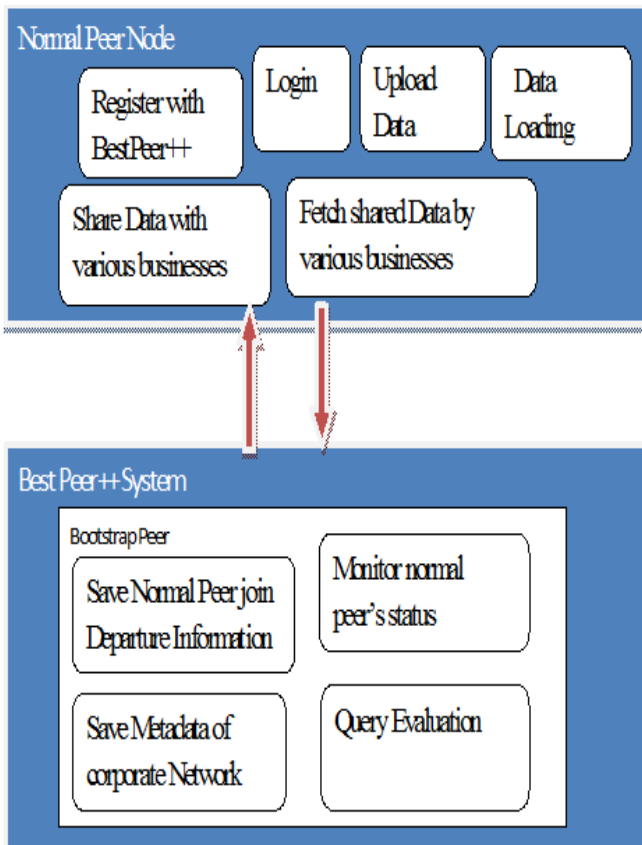 Normal Peer Node
Register with
BestPeer++
Login
Upload
Data
Data
Loading
Share Data with
various businesses
Fetch shared Data by
various businesses
Best Peer++ System
Bootstrap Peer
Save Normal Peer join
Departure Information
Monitor normal
peer's status
Save Metadata of
corporate Network
Query Evaluation